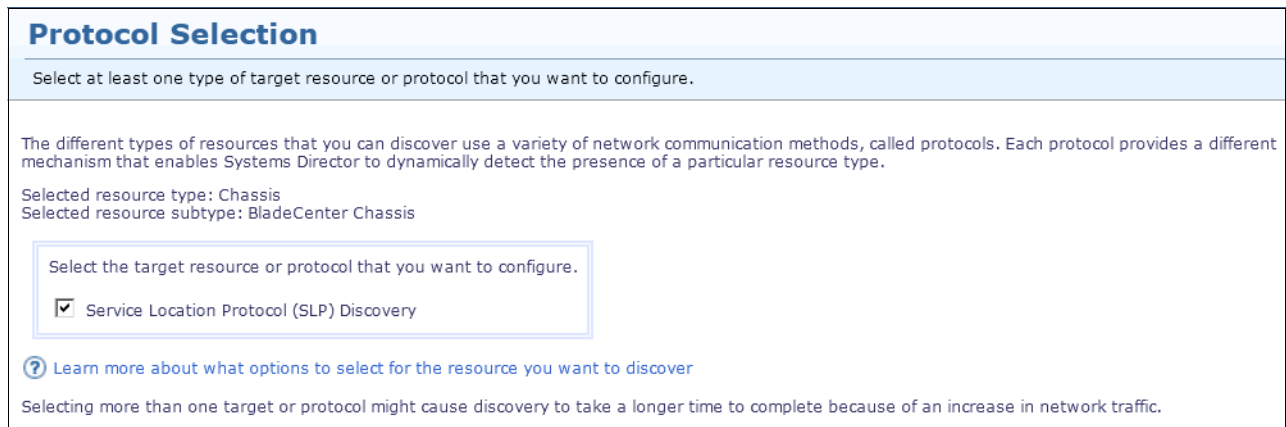 Protocol Selection
Select at least one type of target resource or protocol that you want to configure.
The different types of resources that you can discover use a variety of network communication methods, called protocols. Each protocol provides a different
mechanism that enables Systems Director to dynamically detect the presence of a particular resource type.
Selected resource type: Chassis
Selected resource subtype: BladeCenter Chassis
Select the target resource or protocol that you want to configure.
Service Location Protocol (SLP) Discovery
? Learn more about what options to select for the resource you want to discover
Selecting more than one target or protocol might cause discovery to take a longer time to complete because of an increase in network traffic.